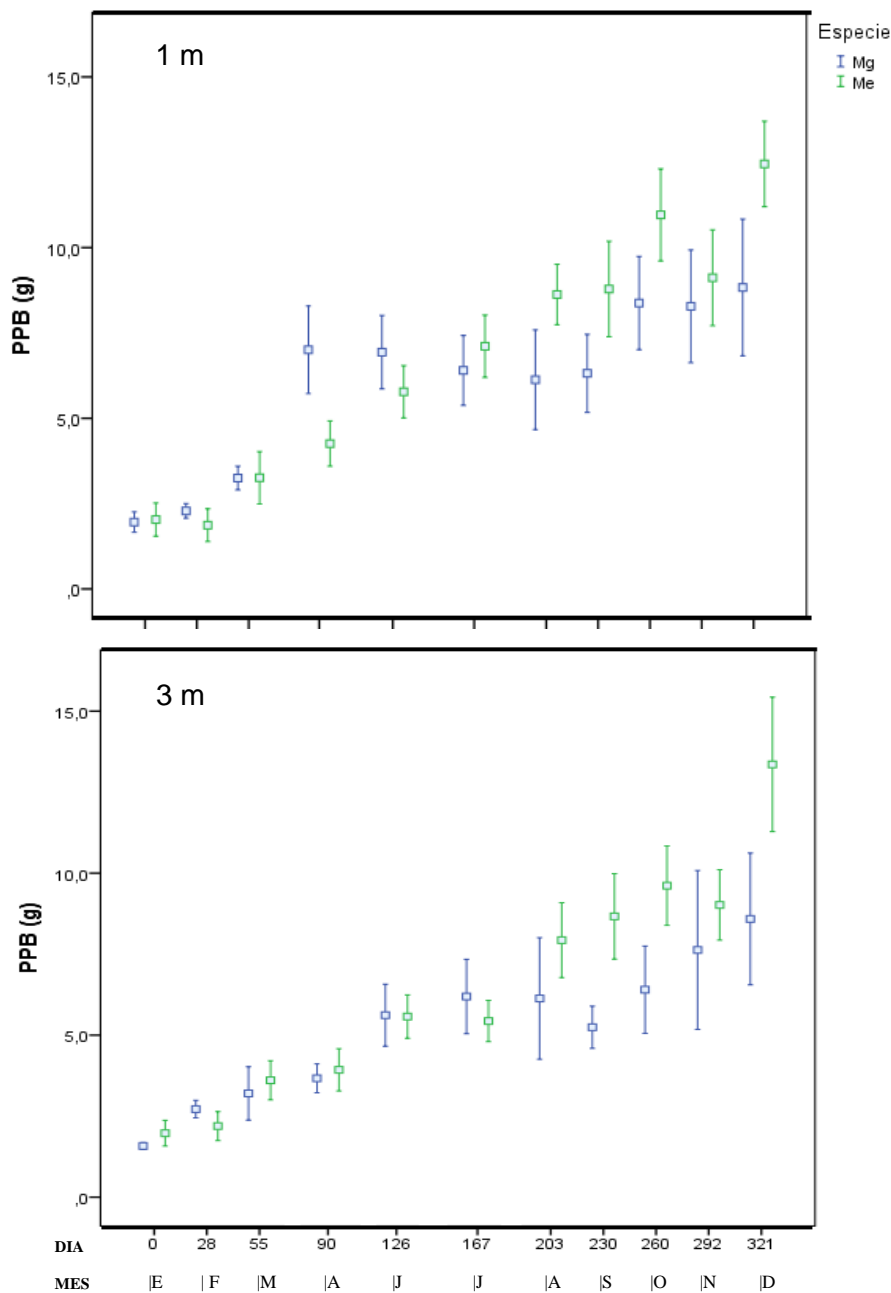 Especie
Mg
Me
1 m
15,0
10,0
5,0
,0
PPB (g)
3 m
15,0
10,0
5,0
,0
PPB (g)
DIA 0 28 55 90 126 167 203 230 260 292 321
MES |E | F |M |A |J |J |A |S |O |N |D